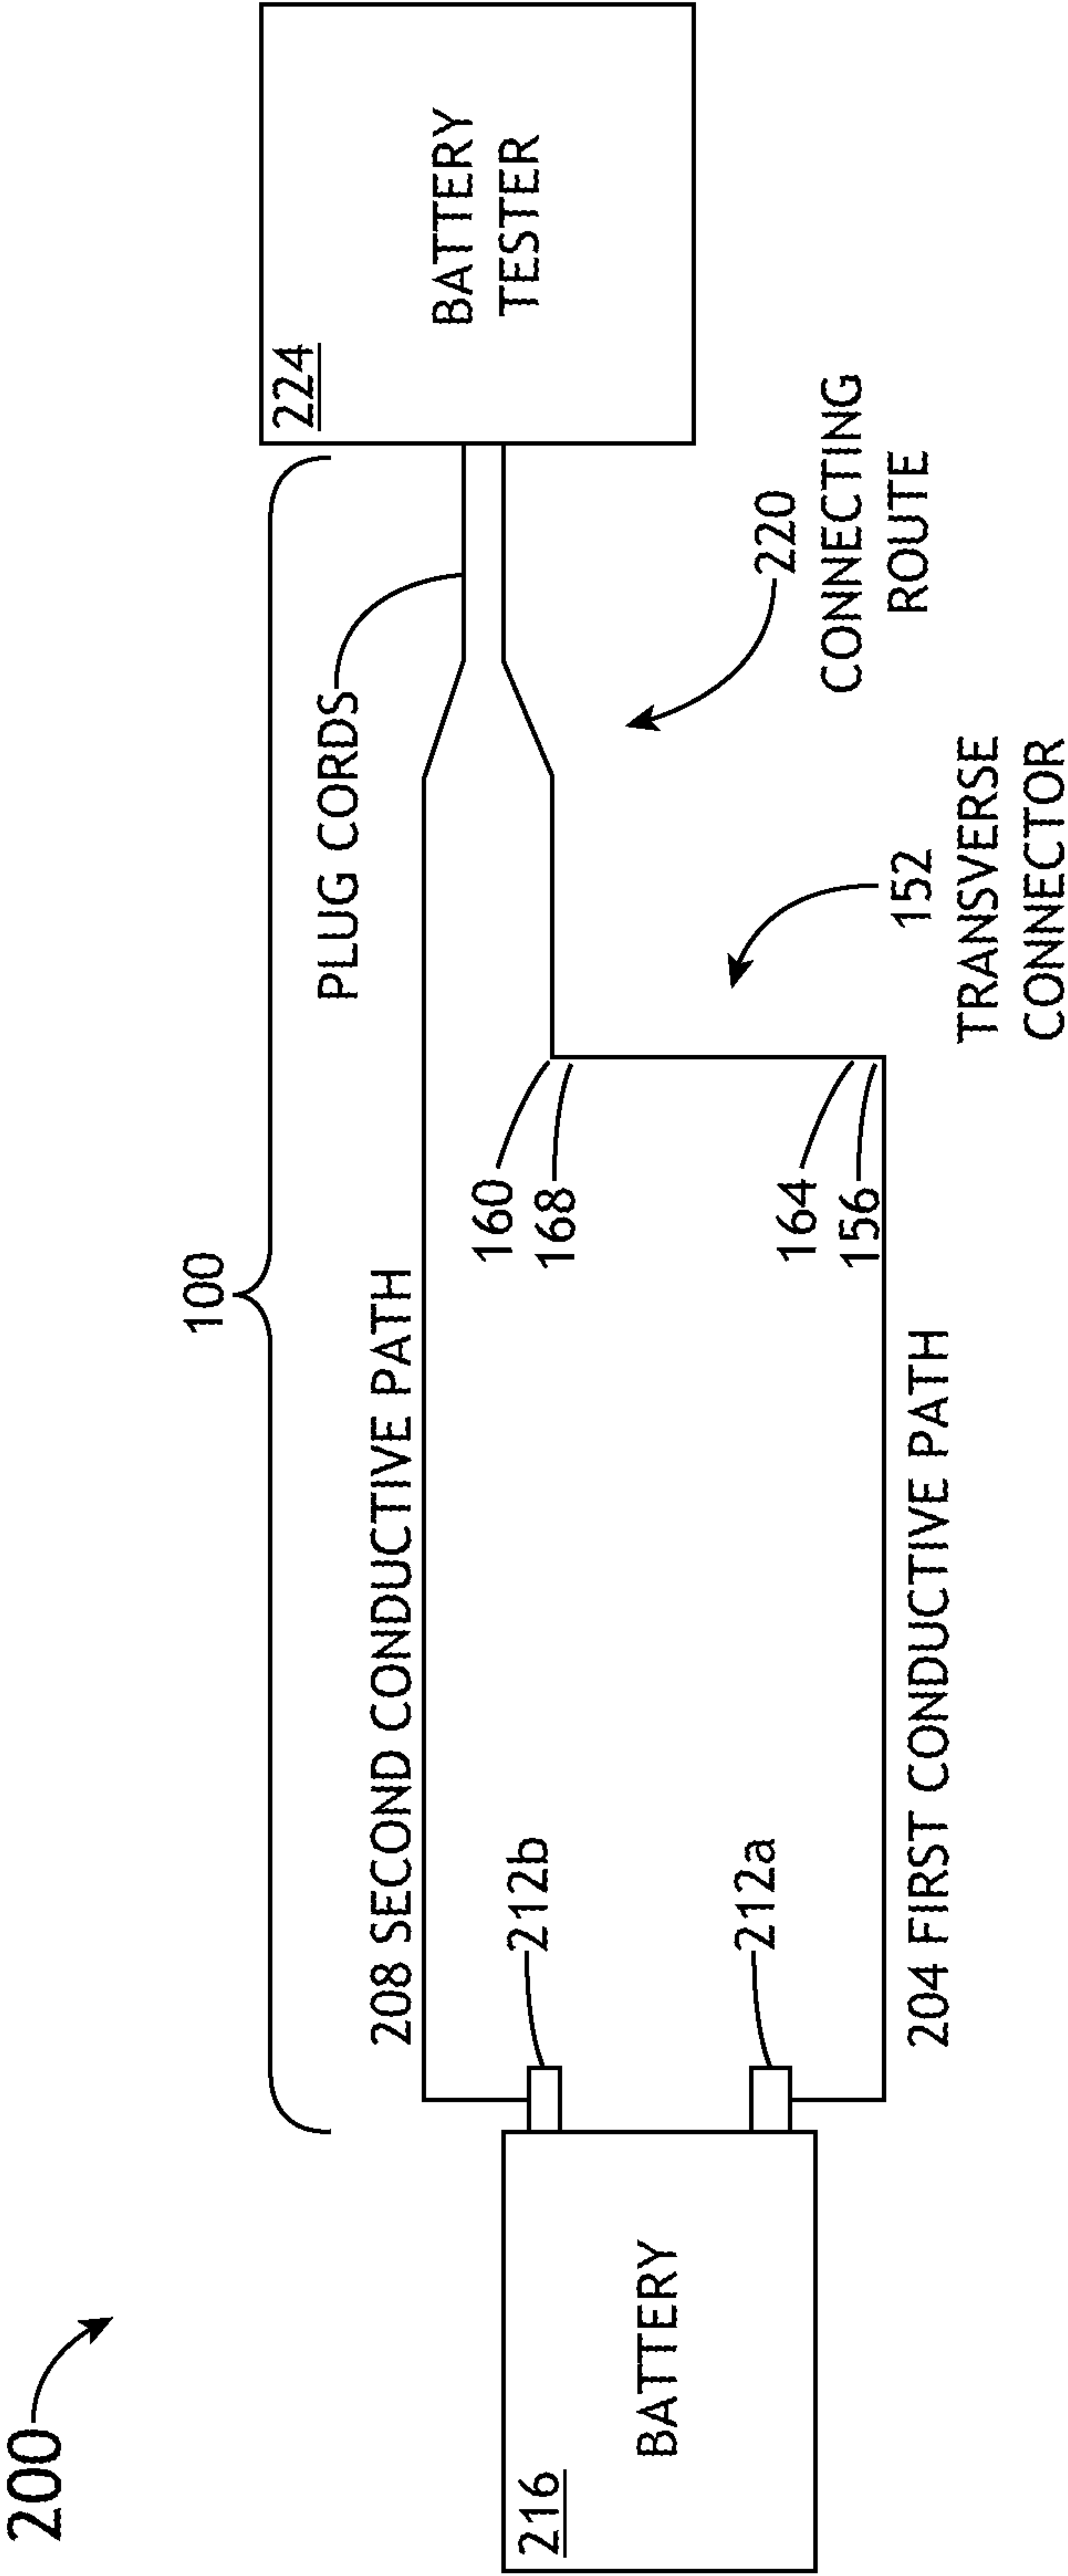 200
100
PLUG CORDS
224
BATTERY
TESTER
208 SECOND CONDUCTIVE PATH
160
168
220
CONNECTING
ROUTE
212b
212a
164
156
152
TRANSVERSE
CONNECTOR
216
BATTERY
204 FIRST CONDUCTIVE PATH